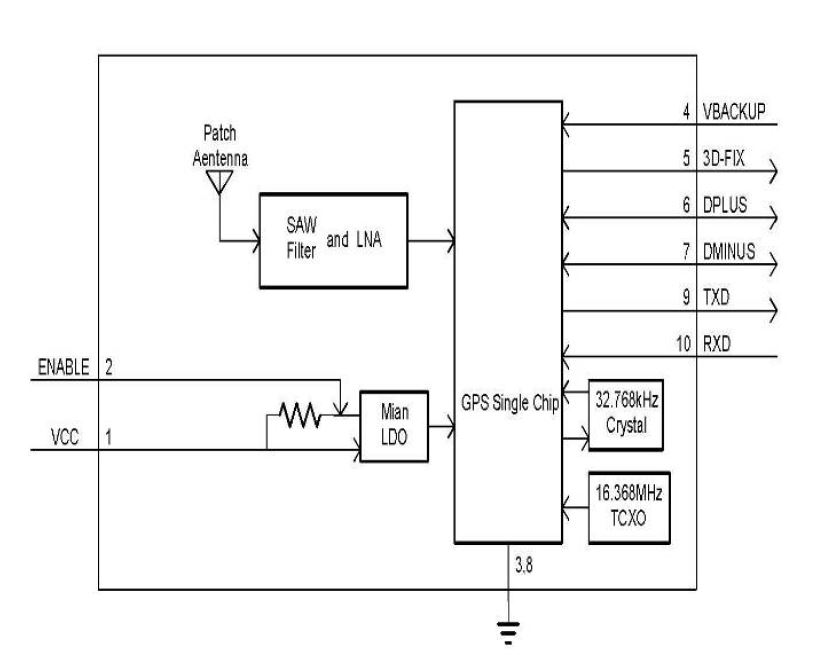 Patch
Aentenna
SAW
Filter
and LNA
4 VBACKUP
5 3D-FIX
6 DPLUS
7 DMINUS
9 TXD
10 RXD
ENABLE 2
VCC 1
Mian
LDO
GPS Single Chip
32.768kHz
Crystal
16.368MHz
TCXO
3.8